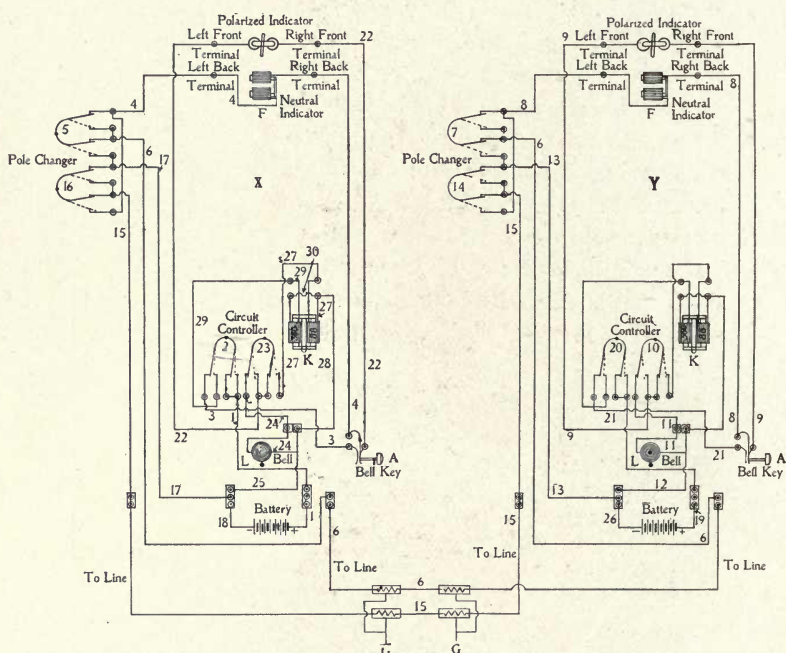 Polarized Indicator
Left Front
Right Front
22
Terminal
Terminal
Left Back
Right Back
Terminal
Terminal
4
4
F
Neutral
Indicator
5
6
Pole Changer
17
16
15
X
27
30
29
27
29
Circuit
Controller
2
23
27
28
K
22
3
1
4
24
22
3
24
L
Bell
A
Bell Key
25
17
Battery
18
1
6
To Line
To Line
Polarized Indicator
9
Left Front
Right Front
Terminal
Terminal
Left Back
Right Back
Terminal
Terminal
8
8
F
Neutral
Indicator
7
6
Pole Changer
13
14
15
Y
Circuit
Controller
20
10
K
21
11
8
9
9
11
21
L
Bell
A
Bell Key
12
13
Battery
26
19
15
6
To Line
6
15
G